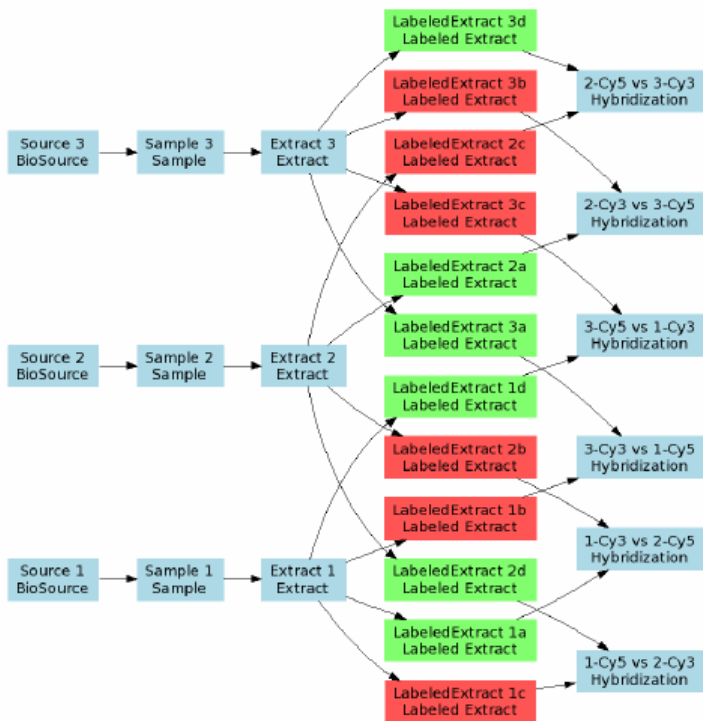 LabeledExtract 3d
Labeled Extract
LabeledExtract 3b
Labeled Extract
2-Cy5 vs 3-Cy3
Hybridization
Source 3
BioSource
Sample 3
Sample
Extract 3
Extract
LabeledExtract 2c
Labeled Extract
LabeledExtract 3c
Labeled Extract
2-Cy3 vs 3-Cy5
Hybridization
LabeledExtract 2a
Labeled Extract
LabeledExtract 3a
Labeled Extract
3-Cy5 vs 1-Cy3
Hybridization
Source 2
BioSource
Sample 2
Sample
Extract 2
Extract
LabeledExtract 1d
Labeled Extract
LabeledExtract 2b
Labeled Extract
3-Cy3 vs 1-Cy5
Hybridization
LabeledExtract 1b
Labeled Extract
1-Cy3 vs 2-Cy5
Hybridization
Source 1
BioSource
Sample 1
Sample
Extract 1
Extract
LabeledExtract 2d
Labeled Extract
LabeledExtract 1a
Labeled Extract
1-Cy5 vs 2-Cy3
Hybridization
LabeledExtract 1c
Labeled Extract